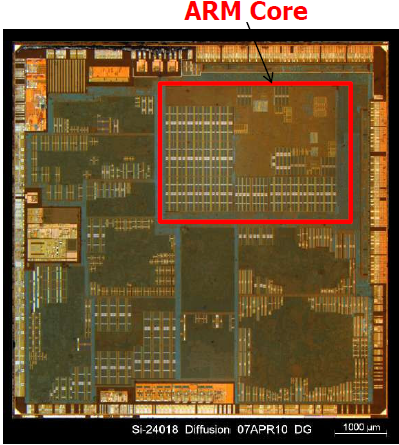 ARM Core
Si-24018 Diffusion 07APR10 DG
1000 µm